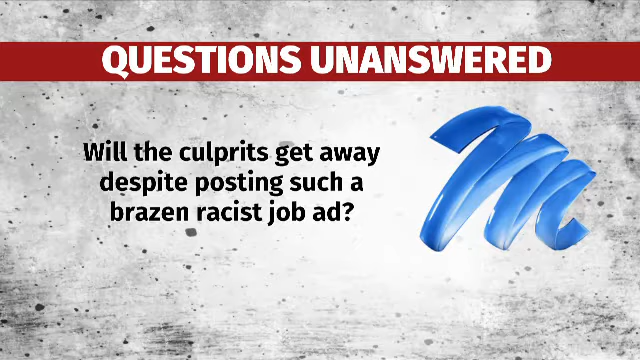 QUESTIONS UNANSWERED
Will the culprits get away
despite posting such a
brazen racist job ad?